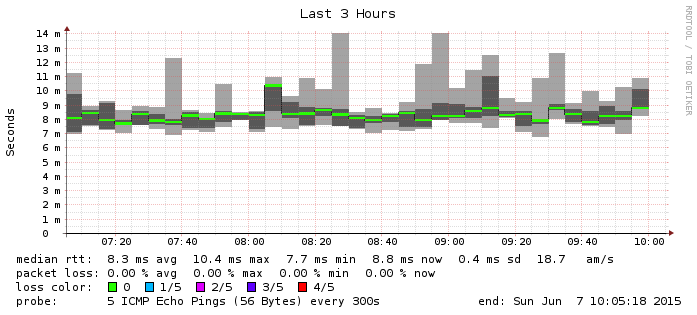 Last 3 Hours
RRDTOOL / TOBI OETIKER
Seconds
14 m
13 m
12 m
11 m
10 m
9 m
8 m
7 m
6 m
5 m
4 m
3 m
2 m
1 m
0
07:20 07:40 08:00 08:20 08:40 09:00 09:20 09:40 10:00
median rtt: 8.3 ms avg 10.4 ms max 7.7 ms min 8.8 ms now 0.4 ms sd 18.7 am/s
packet loss: 0.00 % avg 0.00 % max 0.00 % min 0.00 % now
loss color: 0 1/5 2/5 3/5 4/5
probe: 5 ICMP Echo Pings (56 Bytes) every 300s end: Sun Jun 7 10:05:18 2015